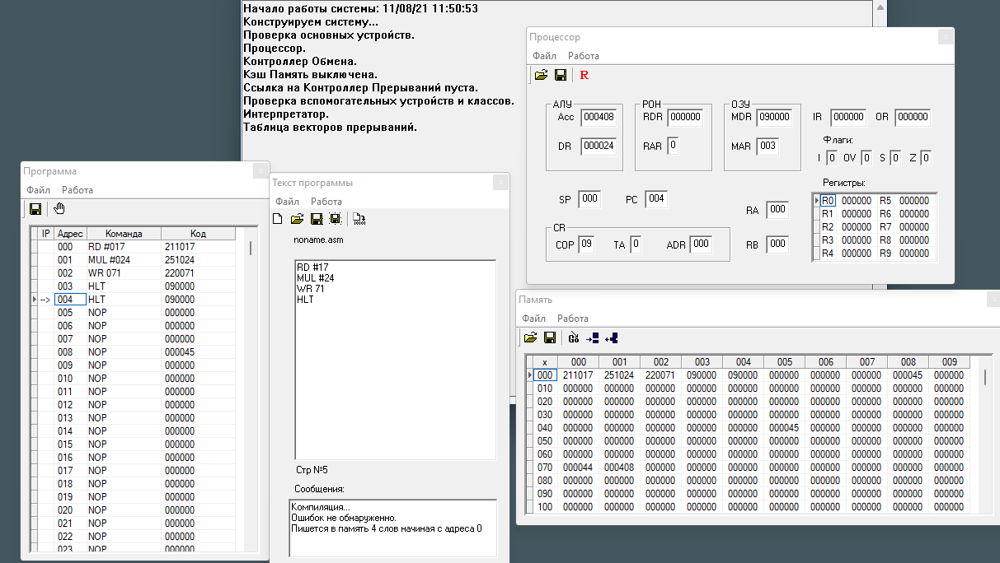 Начало работы системы: 11/08/21 11:50:53
Конструируем систему...
Проверка основных устройств.
Процессор.
Контроллер Обмена.
Кэш Память выключена.
Ссылка на Контроллер Прерываний пуста.
Проверка вспомогательных устройств и классов.
Интерпретатор.
Таблица векторов прерываний.
Процессор
Файл Работа
R
АЛУ РОН ОЗУ
Acc 000408 RDR 000000 MDR 090000 IR 000000 OR 000000
DR 000024 RAR 0 MAR 003
Флаги:
I 0 OV 0 S 0 Z 0
Регистры:
SP 000 PC 004 RA 000
CR
COP 09 TA 0 ADR 000 RB 000
R0 000000 R5 000000
R1 000000 R6 000000
R2 000000 R7 000000
R3 000000 R8 000000
R4 000000 R9 000000
Программа
Файл Работа
IP Адрес Команда Код
000 RD #017 211017
001 MUL #024 251024
002 WR 071 220071
003 HLT 090000
--> 004 HLT 090000
005 NOP 000000
006 NOP 000000
007 NOP 000000
008 NOP 000045
009 NOP 000000
010 NOP 000000
011 NOP 000000
012 NOP 000000
013 NOP 000000
014 NOP 000000
015 NOP 000000
016 NOP 000000
017 NOP 000000
018 NOP 000000
019 NOP 000000
020 NOP 000000
021 NOP 000000
022 NOP 000000
023 NOP 000000
Текст программы
Файл Работа
noname.asm
RD #17
MUL #24
WR 71
HLT
Стр №5
Сообщения:
Компиляция...
Ошибок не обнаруженно.
Пишется в память 4 слов начиная с адреса 0
Память
Файл Работа
Go
x 000 001 002 003 004 005 006 007 008 009
000 211017 251024 220071 090000 090000 000000 000000 000000 000045 000000
010 000000 000000 000000 000000 000000 000000 000000 000000 000000 000000
020 000000 000000 000000 000000 000000 000000 000000 000000 000000 000000
030 000000 000000 000000 000000 000000 000000 000000 000000 000000 000000
040 000000 000000 000000 000000 000000 000045 000000 000000 000000 000000
050 000000 000000 000000 000000 000000 000000 000000 000000 000000 000000
060 000000 000000 000000 000000 000000 000000 000000 000000 000000 000000
070 000044 000408 000000 000000 000000 000000 000000 000000 000000 000000
080 000000 000000 000000 000000 000000 000000 000000 000000 000000 000000
090 000000 000000 000000 000000 000000 000000 000000 000000 000000 000000
100 000000 000000 000000 000000 000000 000000 000000 000000 000000 000000